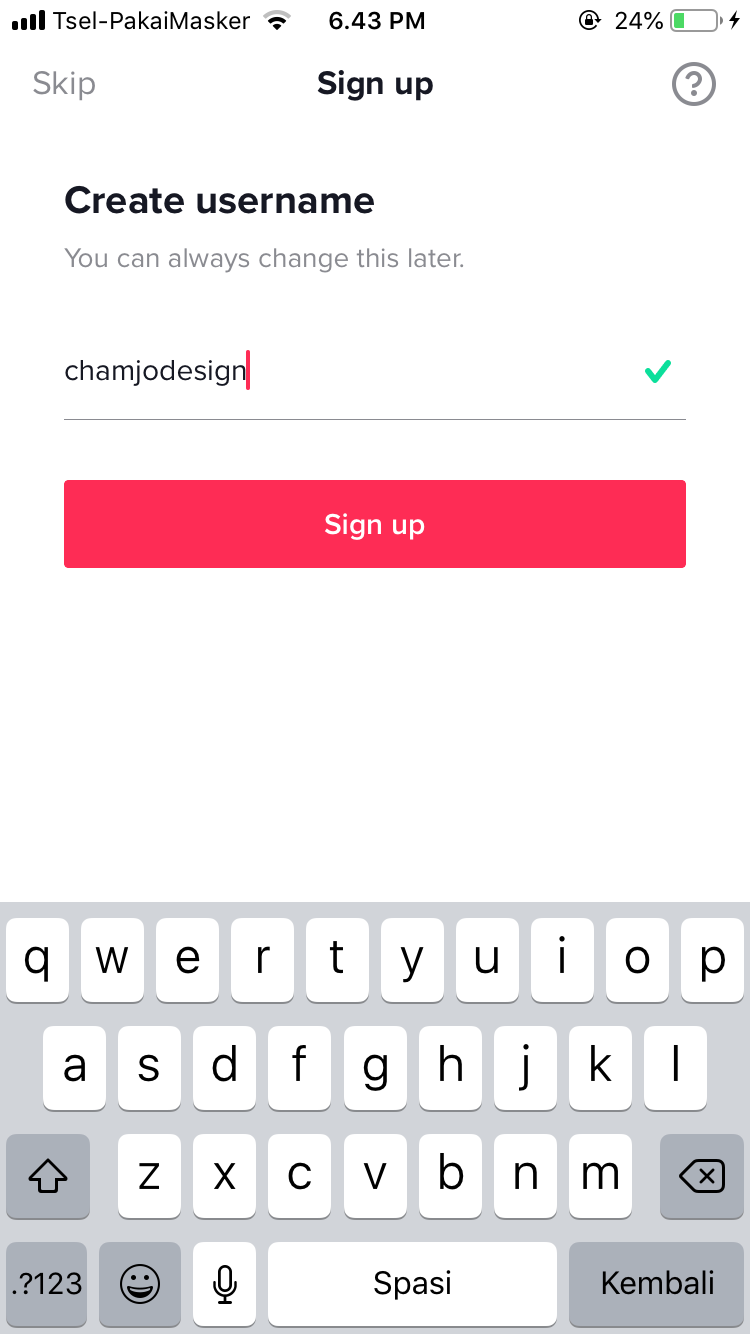 Tsel-PakaiMasker 6.43 PM 24%
Skip Sign up ?
Create username
You can always change this later.
chamjodesign
Sign up
q w e r t y u i o p
a s d f g h j k l
z x c v b n m
.?123 Spasi Kembali